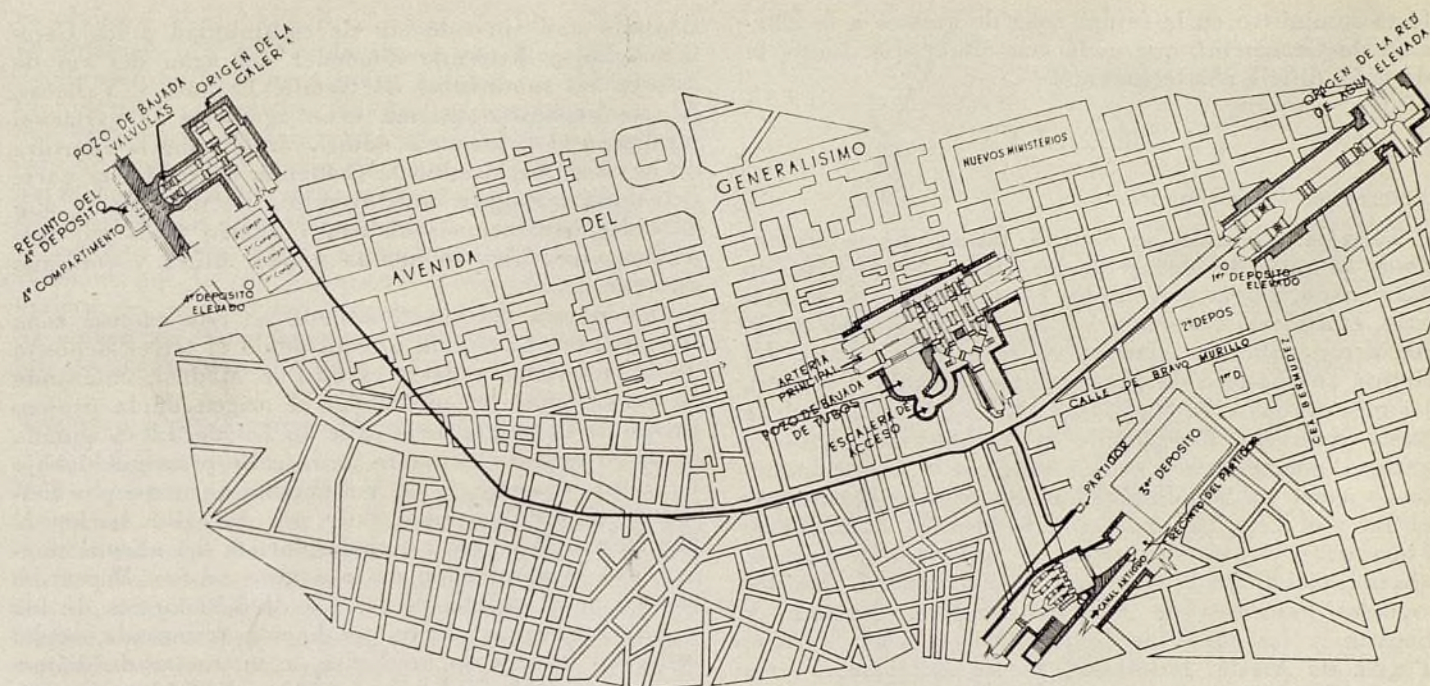 POZO DE BAJADA
Y VALVULAS
ORIGEN DE LA
GALER
RECINTO DEL
4º DEPOSITO
4º COMPARTIMENTO
4º DEPOSITO
ELEVADO
AVENIDA DEL GENERALISIMO
NUEVOS MINISTERIOS
ORIGEN DE LA RED
DE AGUA ELEVADA
1er DEPOSITO
ELEVADO
2º DEPOS
CALLE DE BRAVO MURILLO
1er D.
CEA BERMUDEZ
ARTERIA
PRINCIPAL
POZO DE BAJADA
DE TUBOS
ESCALERA DE
ACCESO
PARTIDOR
3er DEPOSITO
RECINTO DEL PARTIDOR
CANAL ANTIGUO